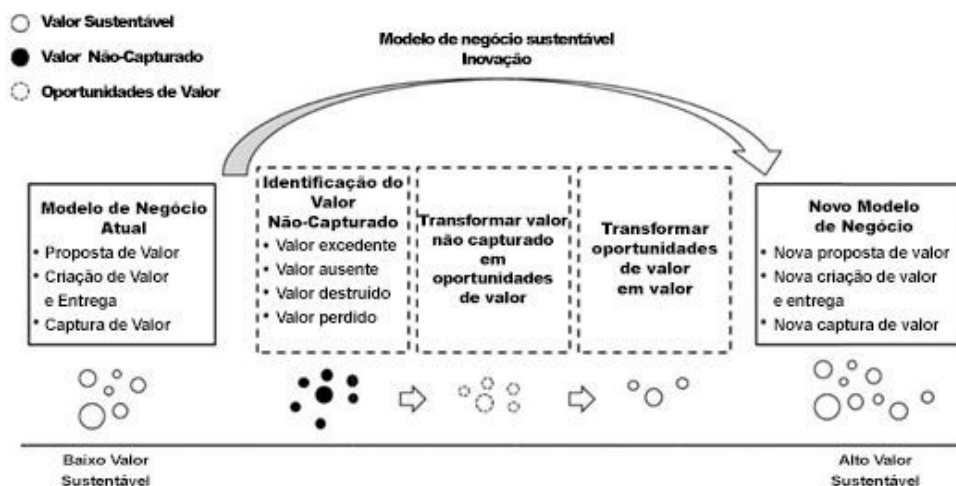 Valor Sustentável
Valor Não-Capturado
Oportunidades de Valor
Modelo de negócio sustentável
Inovação
Modelo de Negócio
Atual
• Proposta de Valor
• Criação de Valor
e Entrega
• Captura de Valor
Identificação do
Valor
Não-Capturado
• Valor excedente
• Valor ausente
• Valor destruido
• Valor perdido
Transformar valor
não capturado
em
oportunidades
de valor
Transformar
oportunidades
de valor
em valor
Novo Modelo
de Negócio
• Nova proposta de valor
• Nova criação de valor
e entrega
• Nova captura de valor
Baixo Valor
Sustentável
Alto Valor
Sustentável